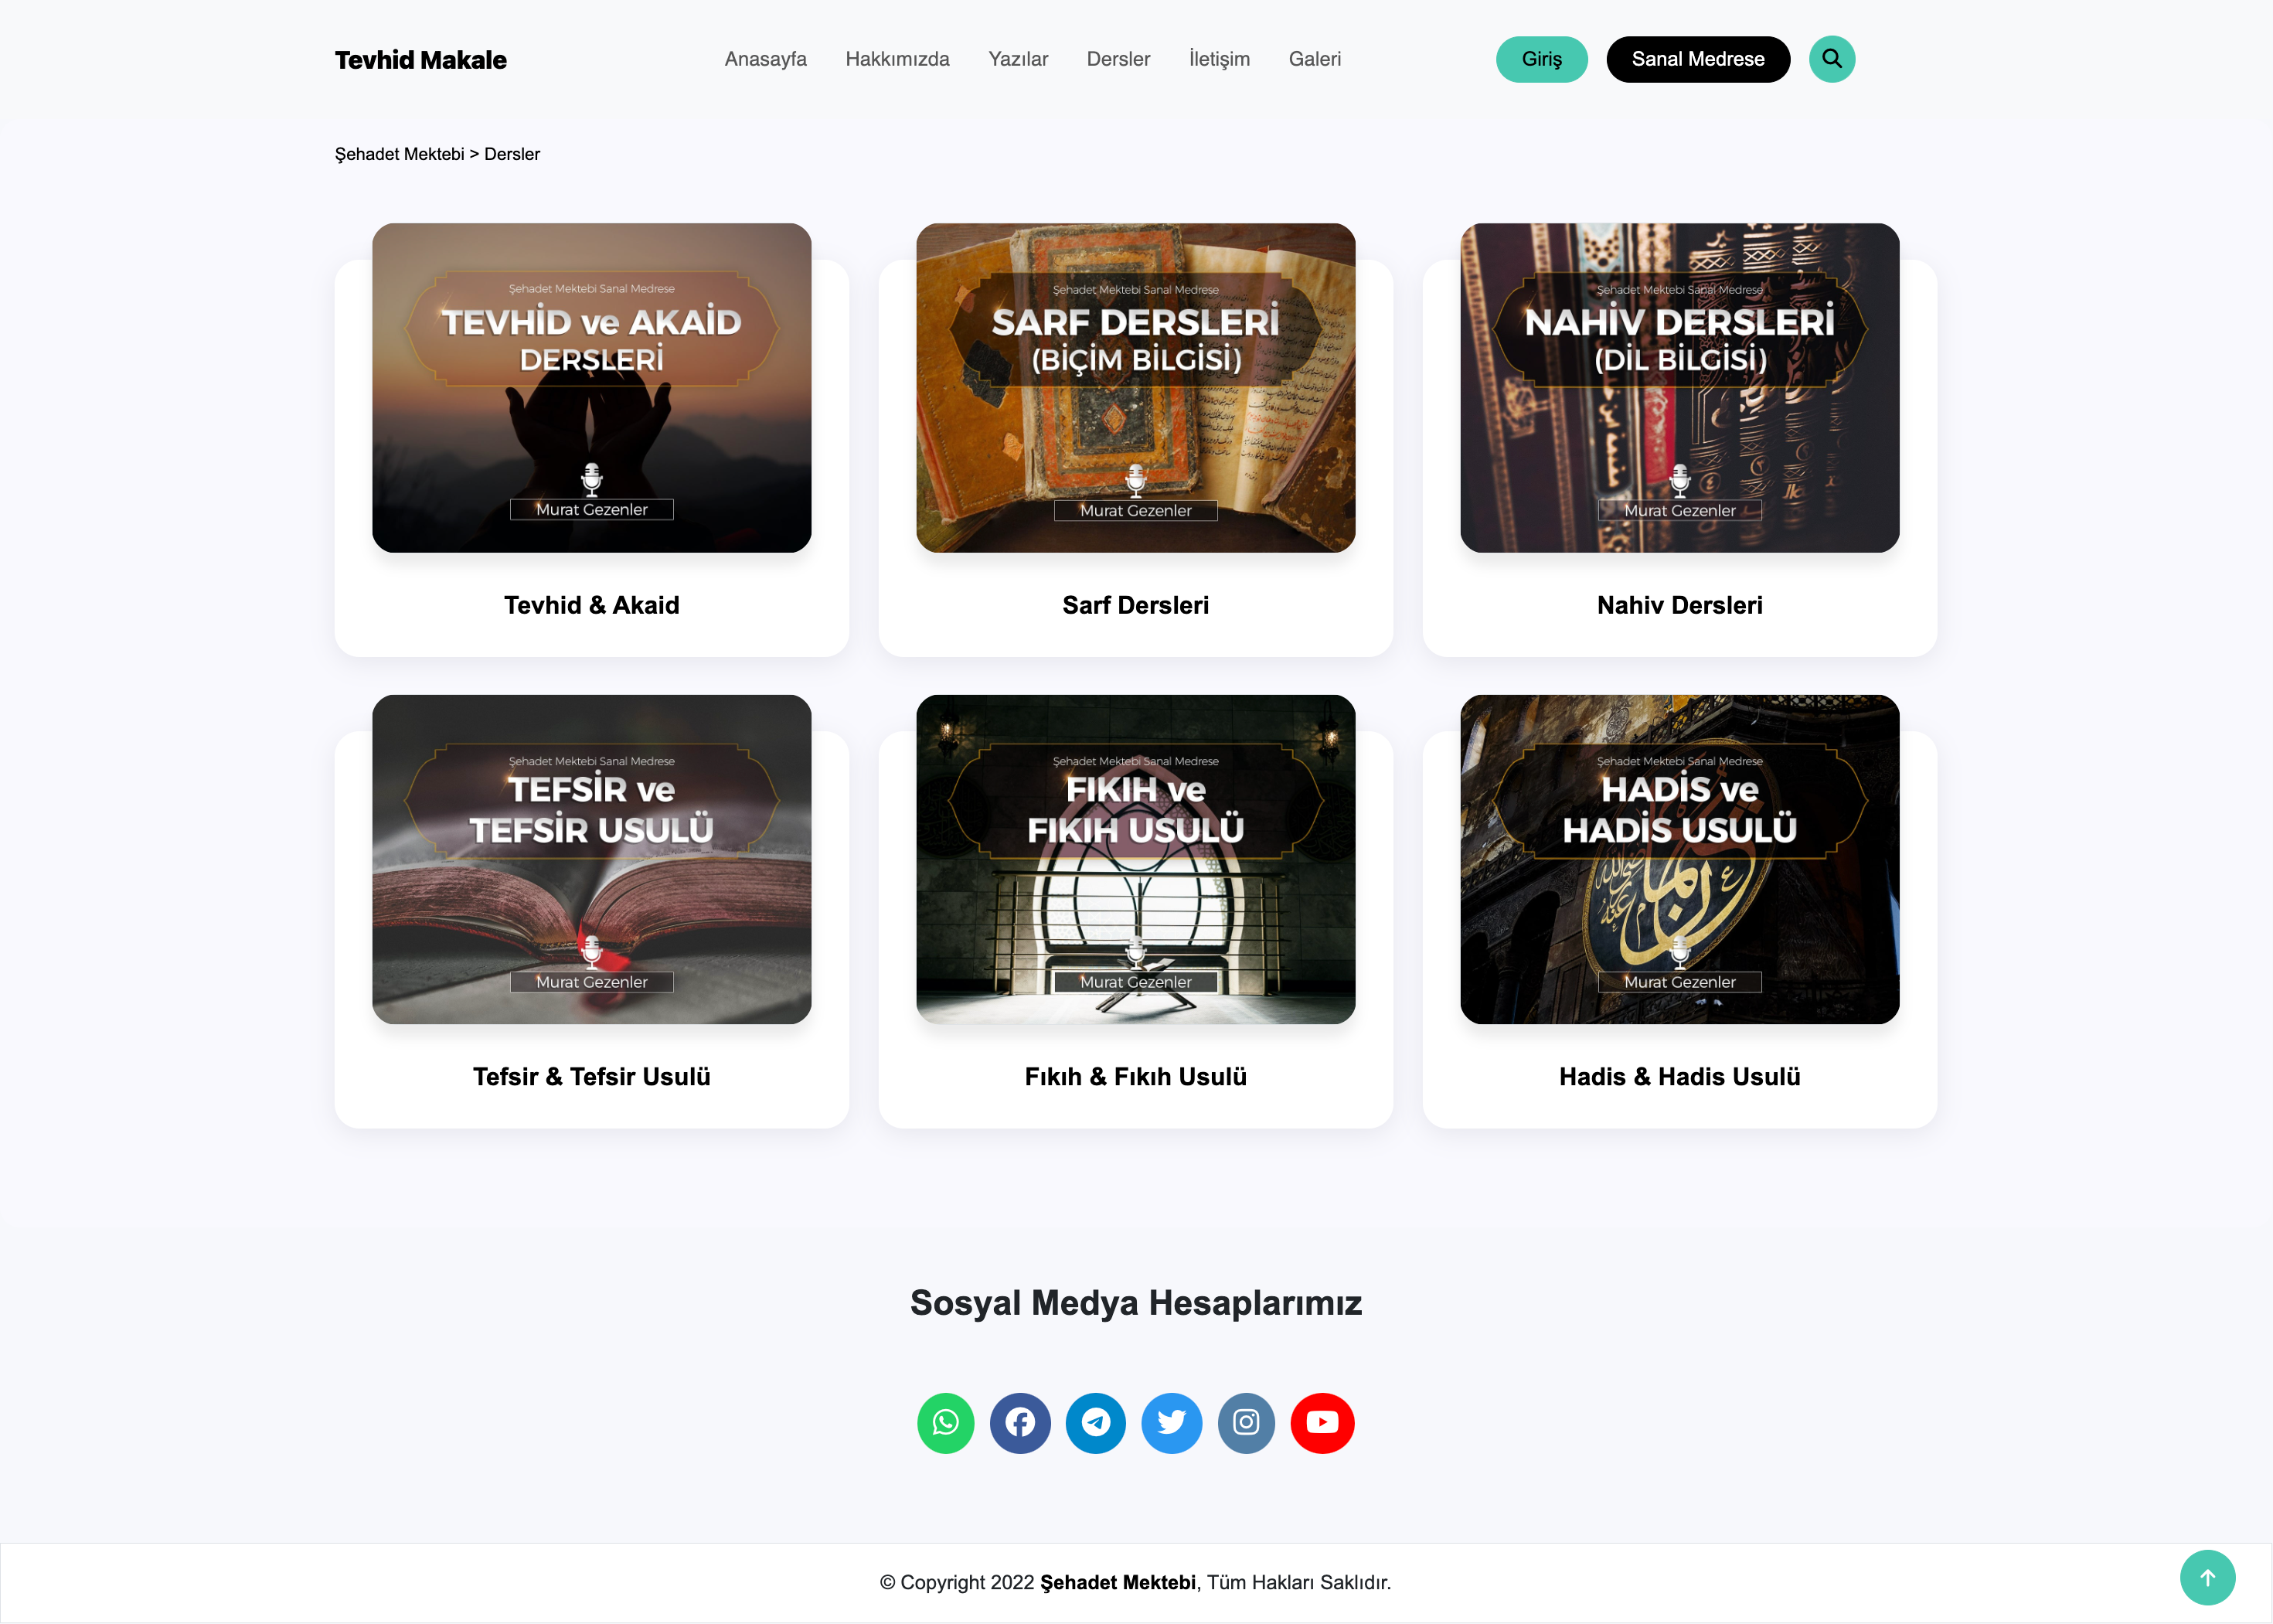 Tevhid Makale
Anasayfa Hakkımızda Yazılar Dersler İletişim Galeri
Giriş
Sanal Medrese
Şehadet Mektebi > Dersler
Şehadet Mektebi Sanal Medrese
TEVHİD ve AKAİD
DERSLERİ
Murat Gezenler
Tevhid & Akaid
Şehadet Mektebi Sanal Medrese
SARF DERSLERİ
(BİÇİM BİLGİSİ)
Murat Gezenler
Sarf Dersleri
Şehadet Mektebi Sanal Medrese
NAHİV DERSLERİ
(DİL BİLGİSİ)
Murat Gezenler
Nahiv Dersleri
Şehadet Mektebi Sanal Medrese
TEFSİR ve
TEFSİR USULÜ
Murat Gezenler
Tefsir & Tefsir Usulü
Şehadet Mektebi Sanal Medrese
FIKIH ve
FIKIH USULÜ
Murat Gezenler
Fıkıh & Fıkıh Usulü
Şehadet Mektebi Sanal Medrese
HADİS ve
HADİS USULÜ
Murat Gezenler
Hadis & Hadis Usulü
Sosyal Medya Hesaplarımız
© Copyright 2022 Şehadet Mektebi, Tüm Hakları Saklıdır.